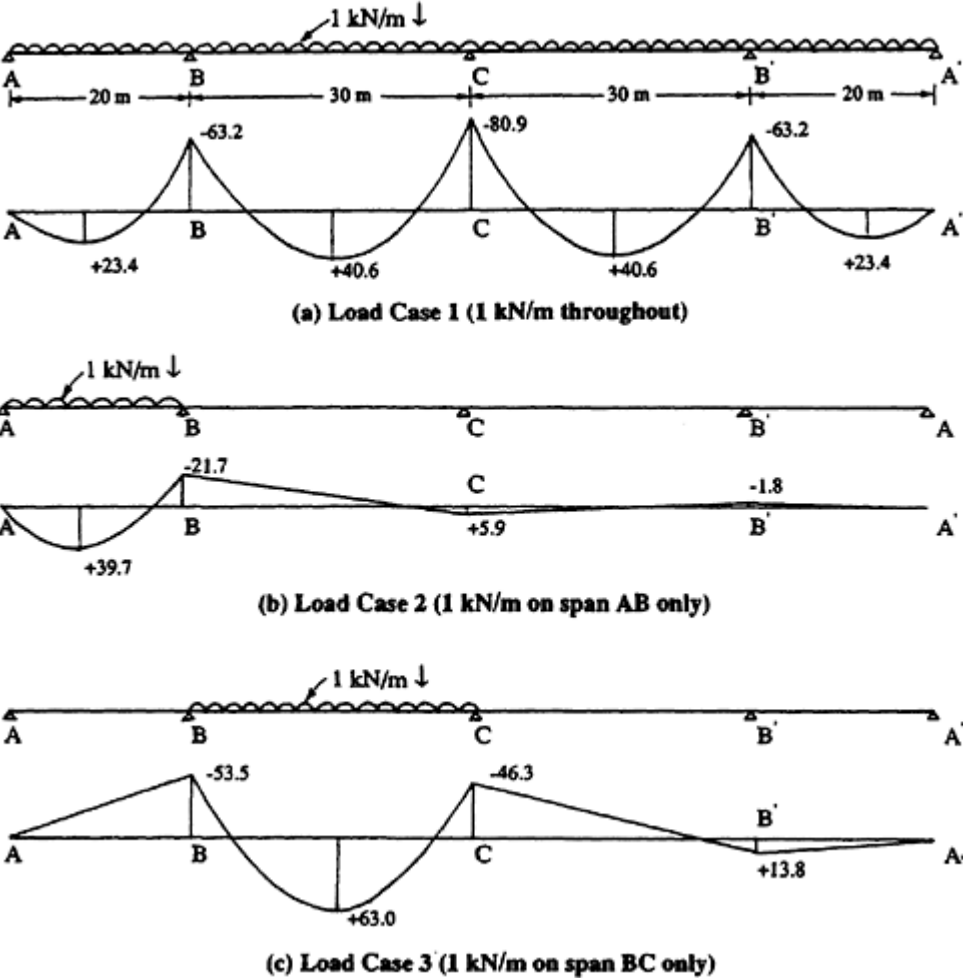 1 kN/m ↓
A B C B' A'
20 m 30 m 30 m 20 m
-63.2 -80.9 -63.2
A B C B' A'
+23.4 +40.6 +40.6 +23.4
(a) Load Case 1 (1 kN/m throughout)
1 kN/m ↓
A B C B' A
-21.7 C -1.8
A B +5.9 B' A'
+39.7
(b) Load Case 2 (1 kN/m on span AB only)
1 kN/m ↓
A B C B' A'
-53.5 -46.3
B'
A B C A
+13.8
+63.0
(c) Load Case 3 (1 kN/m on span BC only)